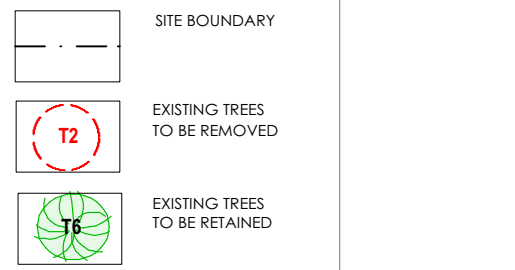 SITE BOUNDARY
EXISTING TREES
TO BE REMOVED
T2
EXISTING TREES
TO BE RETAINED
T6